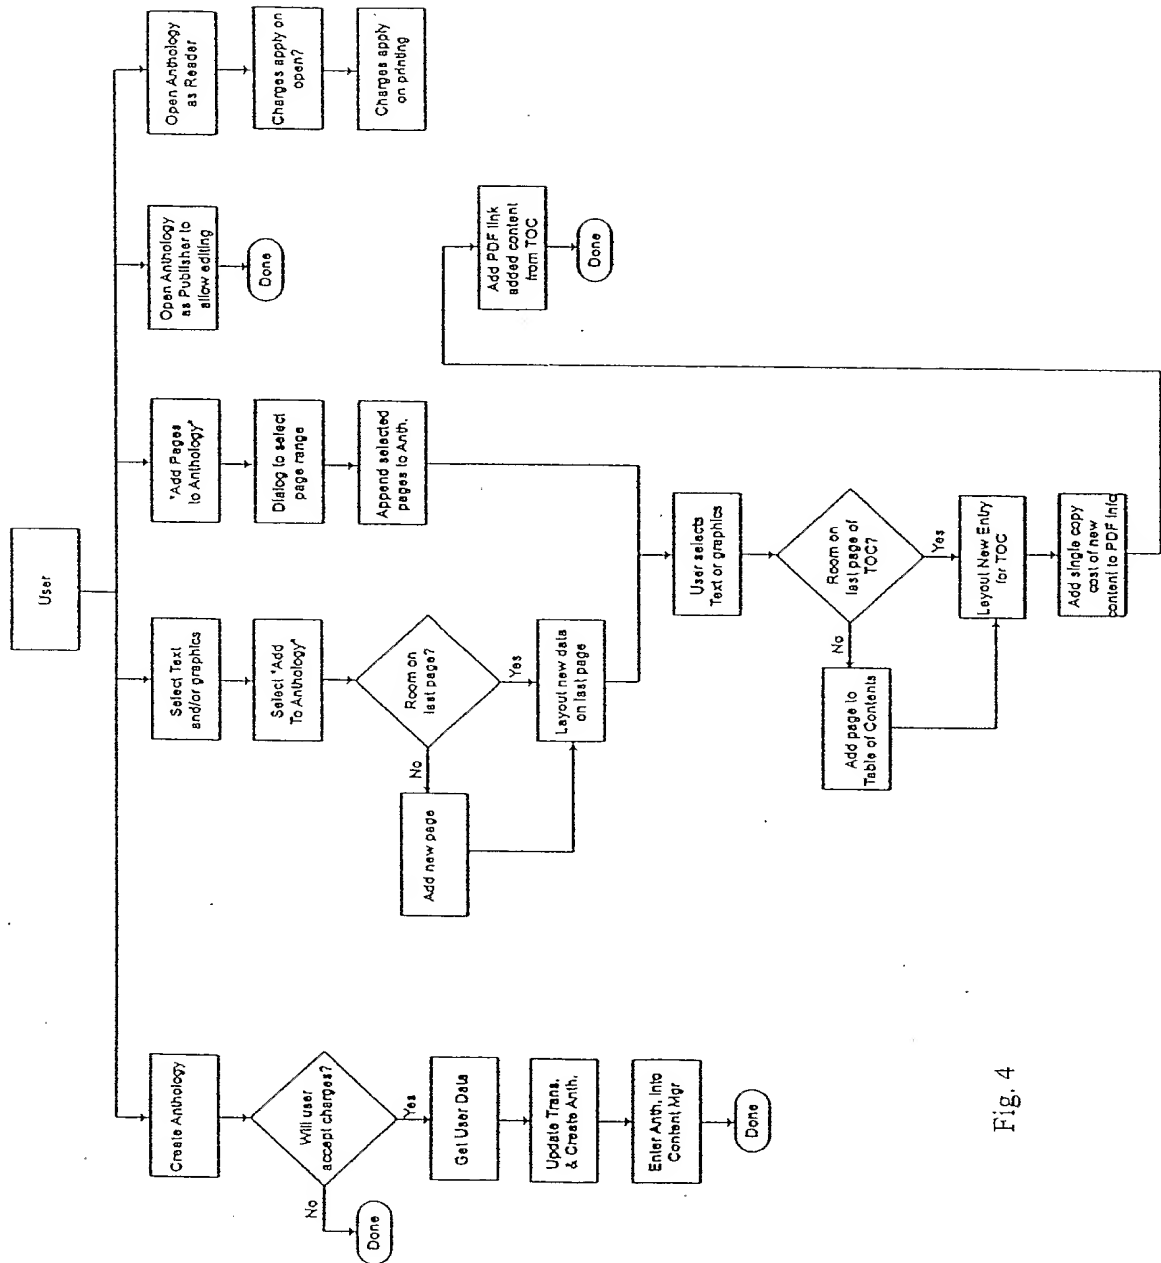 User
Create Anthology
Will user
accept charges?
No
Done
Yes
Get User Data
Update Trans.
& Create Anth.
Enter Anth. Into
Content Mgr
Done
Select Text
and/or graphics
Select "Add
To Anthology"
Room on
last page?
No
Add new page
Yes
Layout new data
on last page
"Add Pages
to Anthology"
Dialog to select
page range
Append selected
pages to Anth.
User selects
Text or graphics
Room on
last page of
TOC?
No
Add page to
Table of Contents
Yes
Layout New Entry
for TOC
Add single copy
cost of new
content to PDF Info
Add PDF link
added content
from TOC
Done
Open Anthology
as Publisher to
allow editing
Done
Open Anthology
as Reader
Charges apply on
open?
Charges apply
on printing
Fig. 4